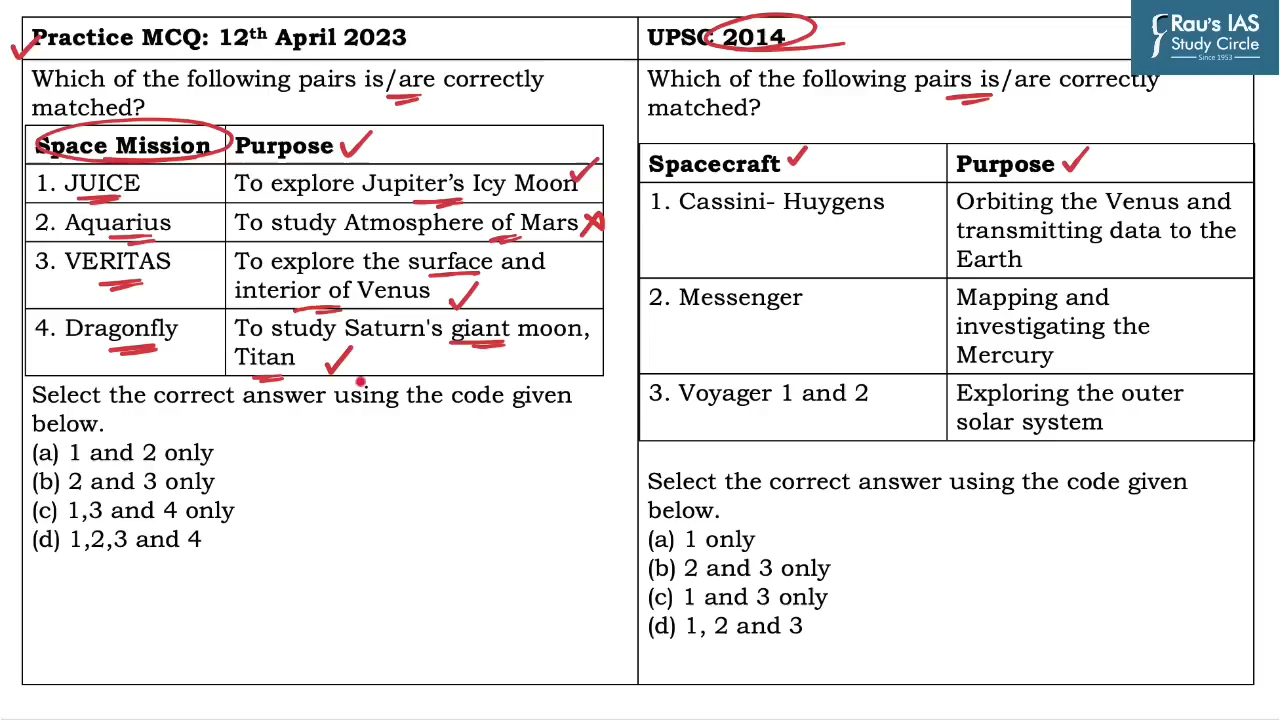 Practice MCQ: 12th April 2023
Which of the following pairs is/are correctly
matched?
Space Mission
Purpose
1. JUICE
To explore Jupiter's Icy Moon
2. Aquarius
To study Atmosphere of Mars
3. VERITAS
To explore the surface and
interior of Venus
4. Dragonfly
To study Saturn's giant moon,
Titan
Select the correct answer using the code given
below.
(a) 1 and 2 only
(b) 2 and 3 only
(c) 1,3 and 4 only
(d) 1,2,3 and 4
UPSC 2014
Which of the following pairs is/are correctly
matched?
Spacecraft
Purpose
1. Cassini- Huygens
Orbiting the Venus and
transmitting data to the
Earth
2. Messenger
Mapping and
investigating the
Mercury
3. Voyager 1 and 2
Exploring the outer
solar system
Select the correct answer using the code given
below.
(a) 1 only
(b) 2 and 3 only
(c) 1 and 3 only
(d) 1, 2 and 3
Rau's IAS
Study Circle
Since 1953